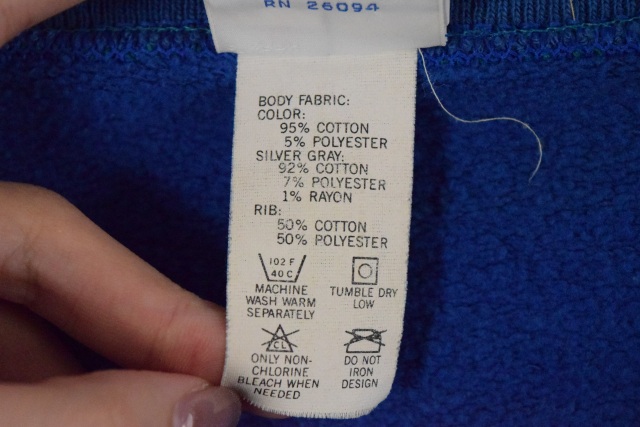 RN 26094
BODY FABRIC:
COLOR:
95% COTTON
5% POLYESTER
SILVER GRAY:
92% COTTON
7% POLYESTER
1% RAYON
RIB:
50% COTTON
50% POLYESTER
102 F
40 C
MACHINE
WASH WARM
SEPARATELY
TUMBLE DRY
LOW
CL
ONLY NON-
CHLORINE
BLEACH WHEN
NEEDED
DO NOT
IRON
DESIGN